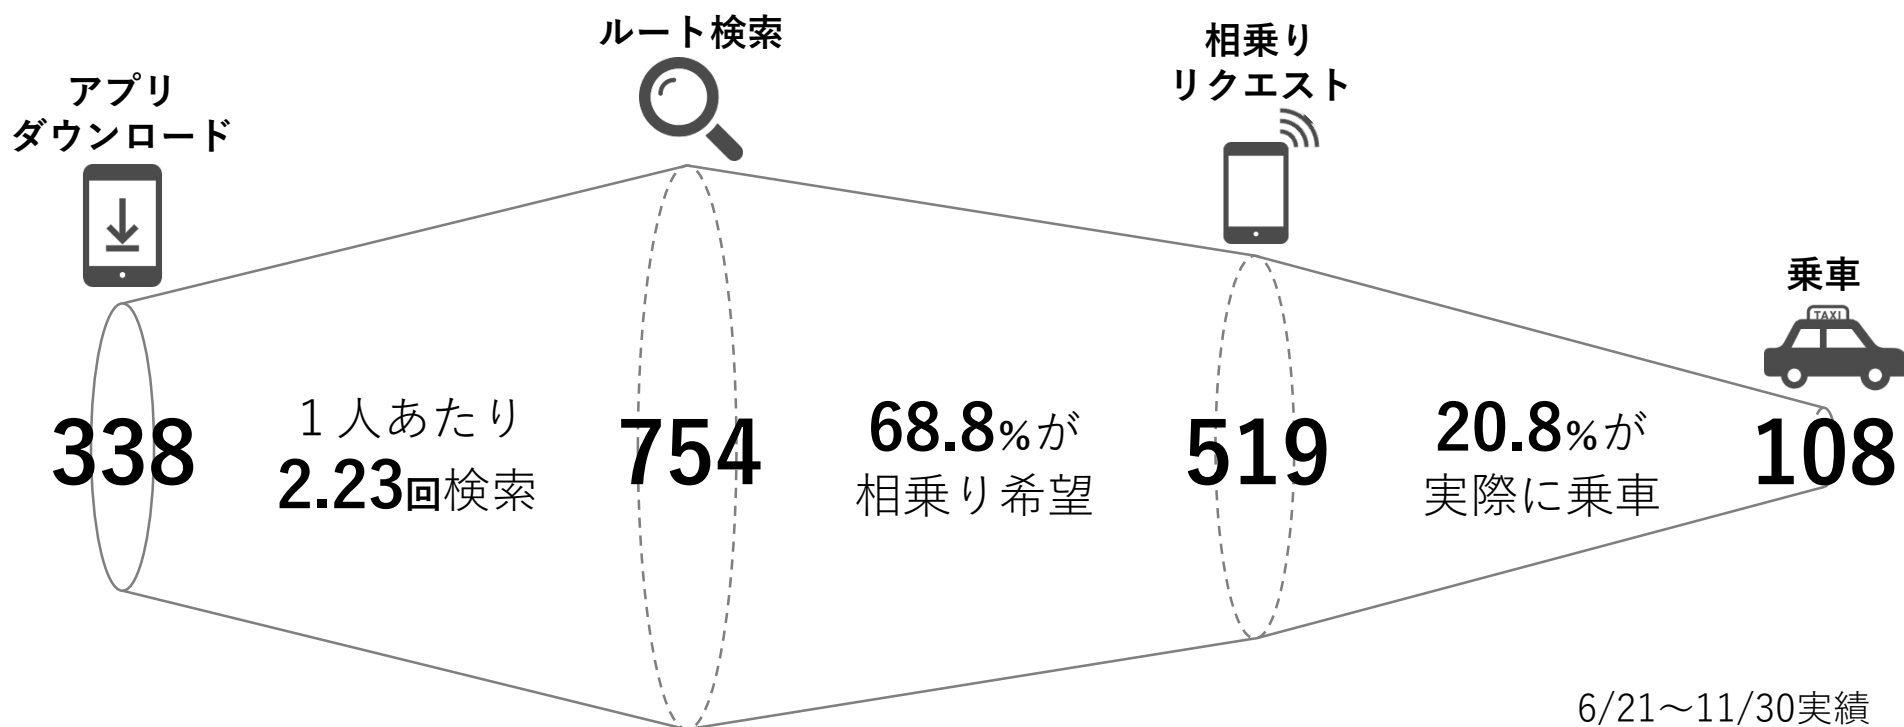 アプリ
ダウンロード
ルート検索
相乗り
リクエスト
乗車
TAXI
338
１人あたり
2.23回検索
754
68.8%が
相乗り希望
519
20.8%が
実際に乗車
108
6/21～11/30実績